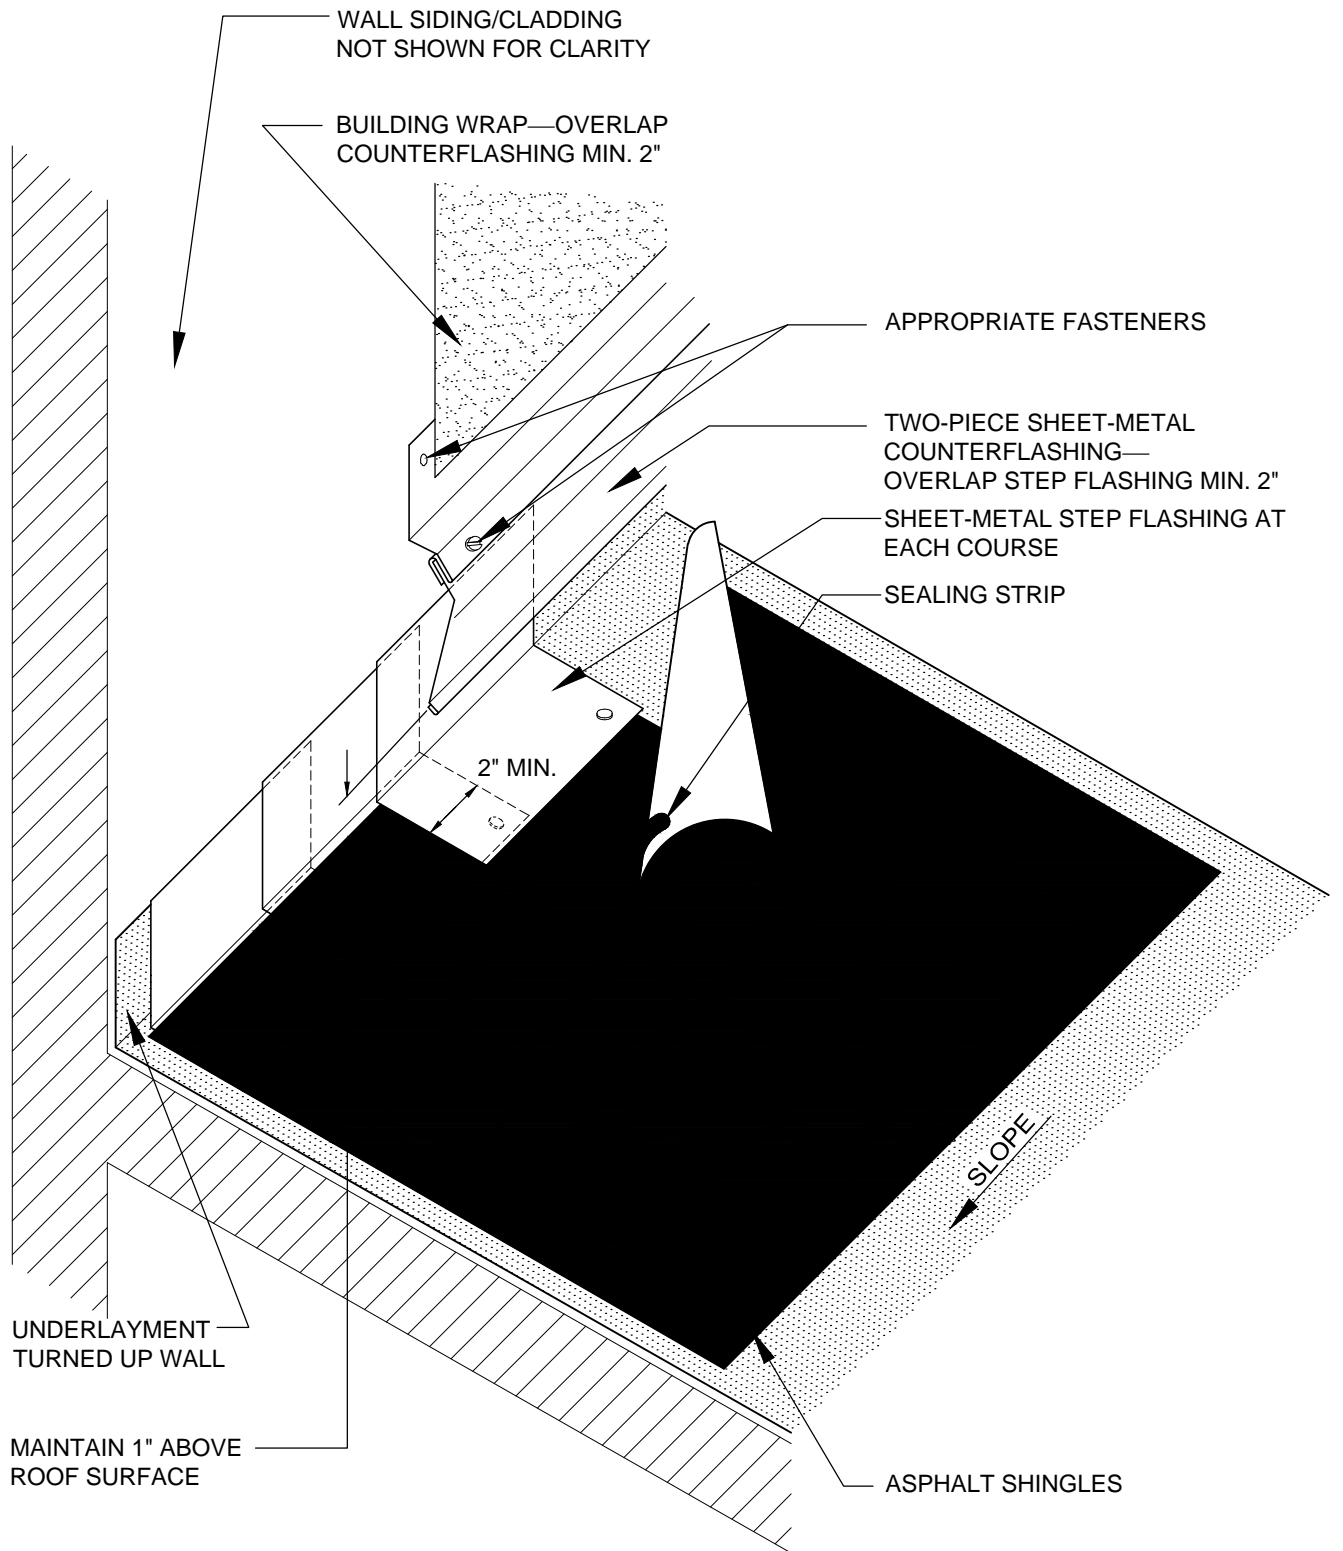 WALL SIDING/CLADDING
NOT SHOWN FOR CLARITY
BUILDING WRAP—OVERLAP
COUNTERFLASHING MIN. 2"
APPROPRIATE FASTENERS
TWO-PIECE SHEET-METAL
COUNTERFLASHING—
OVERLAP STEP FLASHING MIN. 2"
SHEET-METAL STEP FLASHING AT
EACH COURSE
SEALING STRIP
2" MIN.
SLOPE
UNDERLAYMENT
TURNED UP WALL
MAINTAIN 1" ABOVE
ROOF SURFACE
ASPHALT SHINGLES